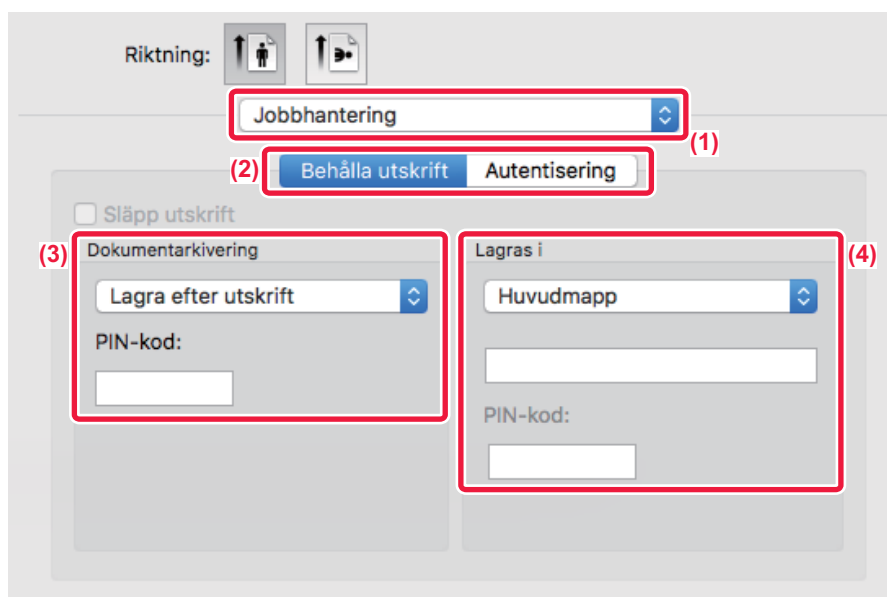 Riktning:
Jobbhantering
(1)
(2)
Behålla utskrift
Autentisering
Släpp utskrift
(3)
Dokumentarkivering
Lagra efter utskrift
PIN-kod:
Lagras i
(4)
Huvudmapp
PIN-kod: